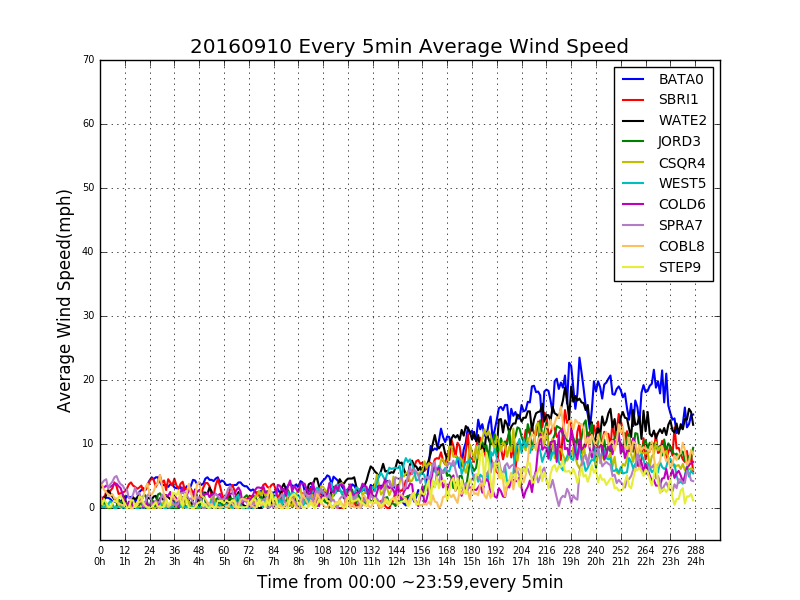 20160910 Every 5min Average Wind Speed
70
60
50
40
30
20
10
0
Average Wind Speed(mph)
BATA0
SBRI1
WATE2
JORD3
CSQR4
WEST5
COLD6
SPRA7
COBL8
STEP9
0 12 24 36 48 60 72 84 96 108 120 132 144 156 168 180 192 204 216 228 240 252 264 276 288
0h 1h 2h 3h 4h 5h 6h 7h 8h 9h 10h 11h 12h 13h 14h 15h 16h 17h 18h 19h 20h 21h 22h 23h 24h
Time from 00:00 ~23:59,every 5min